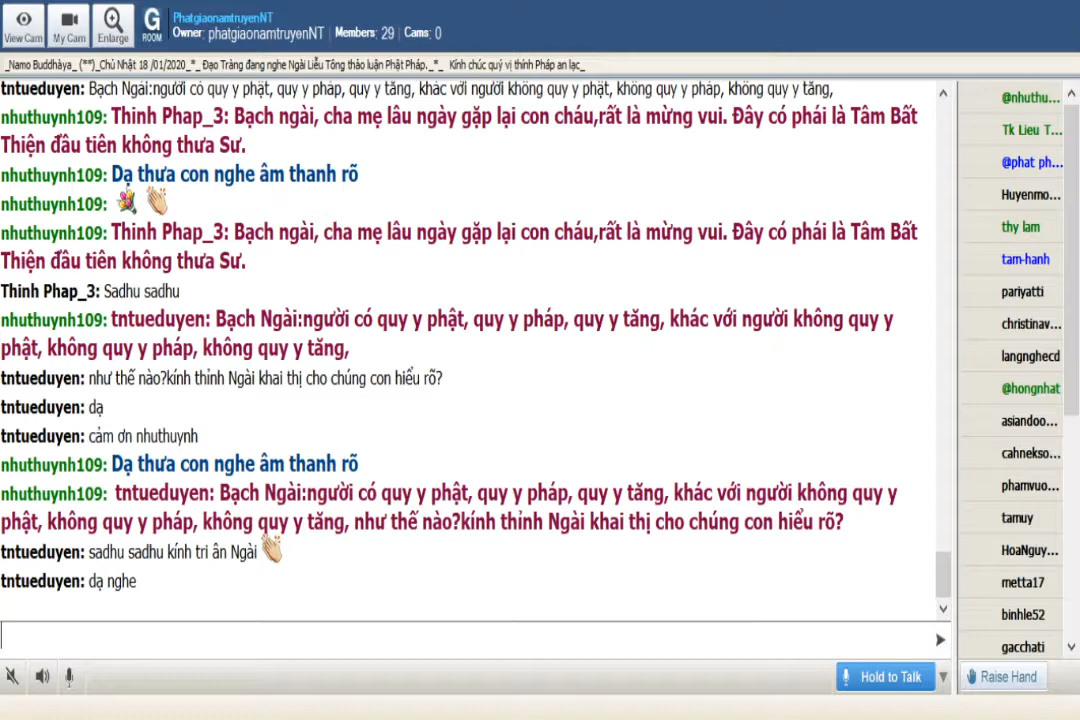 View Cam
My Cam
Enlarge
G
ROOM
PhatgiaonamtruyenNT
Owner: phatgiaonamtruyenNT | Members: 29 | Cams: 0
_Namo Buddhàya_ (**)_Chủ Nhật 18 /01/2020_*_ Đạo Tràng đang nghe Ngài Liễu Tông thảo luận Phật Pháp._*_ Kính chúc quý vị thính Pháp an lạc_
tntueduyen: Bạch Ngài:người có quy y phật, quy y pháp, quy y tăng, khác với người không quy y phật, không quy y pháp, không quy y tăng,
nhuthuynh109: Thinh Phap_3: Bạch ngài, cha mẹ lâu ngày gặp lại con cháu,rất là mừng vui. Đây có phái là Tâm Bất
Thiện đầu tiên không thưa Sư.
nhuthuynh109: Dạ thưa con nghe âm thanh rõ
nhuthuynh109:
nhuthuynh109: Thinh Phap_3: Bạch ngài, cha mẹ lâu ngày gặp lại con cháu,rất là mừng vui. Đây có phái là Tâm Bất
Thiện đầu tiên không thưa Sư.
Thinh Phap_3: Sadhu sadhu
nhuthuynh109: tntueduyen: Bạch Ngài:người có quy y phật, quy y pháp, quy y tăng, khác với người không quy y
phật, không quy y pháp, không quy y tăng,
tntueduyen: như thế nào?kính thỉnh Ngài khai thị cho chúng con hiểu rõ?
tntueduyen: dạ
tntueduyen: cảm ơn nhuthuynh
nhuthuynh109: Dạ thưa con nghe âm thanh rõ
nhuthuynh109: tntueduyen: Bạch Ngài:người có quy y phật, quy y pháp, quy y tăng, khác với người không quy y
phật, không quy y pháp, không quy y tăng, như thế nào?kính thỉnh Ngài khai thị cho chúng con hiểu rõ?
tntueduyen: sadhu sadhu kính tri ân Ngài
tntueduyen: dạ nghe
@nhuthu...
Tk Lieu T...
@phat ph...
Huyenmo...
thy lam
tam-hanh
pariyatti
christinav...
langnghecd
@hongnhat
asiandoo...
cahnekso...
phamvuo...
tamuy
HoaNguy...
metta17
binhle52
gacchati
Hold to Talk
Raise Hand